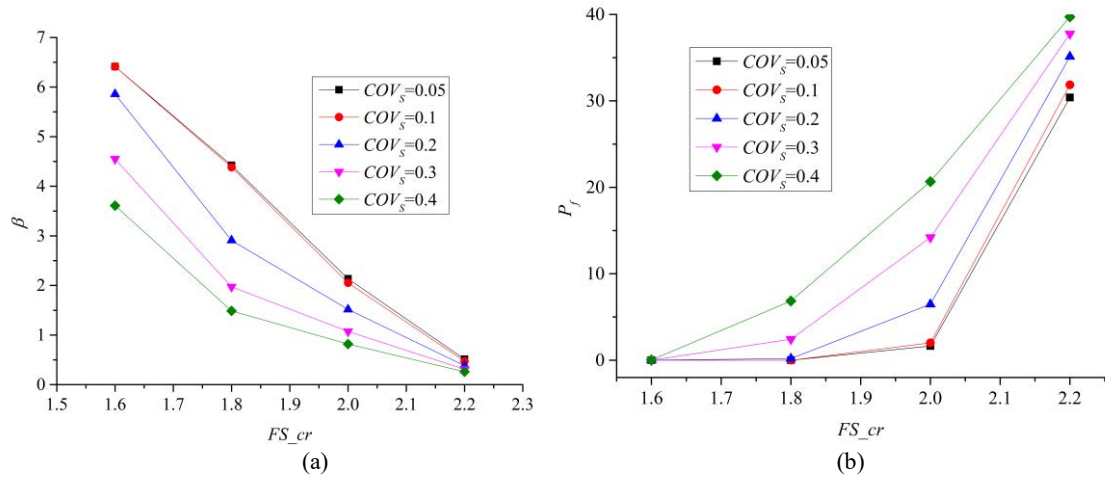 7
6
5
4
3
2
1
0
β
1.5 1.6 1.7 1.8 1.9 2.0 2.1 2.2 2.3
FS_cr
COV_S=0.05
COV_S=0.1
COV_S=0.2
COV_S=0.3
COV_S=0.4
(a)
40
30
20
10
0
P_f
1.6 1.7 1.8 1.9 2.0 2.1 2.2
FS_cr
COV_S=0.05
COV_S=0.1
COV_S=0.2
COV_S=0.3
COV_S=0.4
(b)